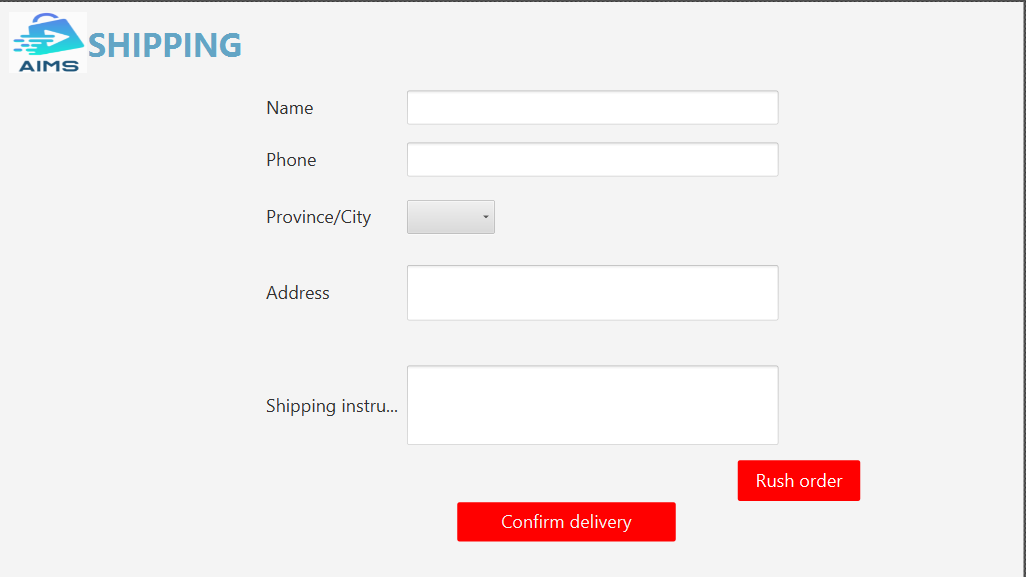 AIMS
SHIPPING
Name
Phone
Province/City
Address
Shipping instru...
Rush order
Confirm delivery